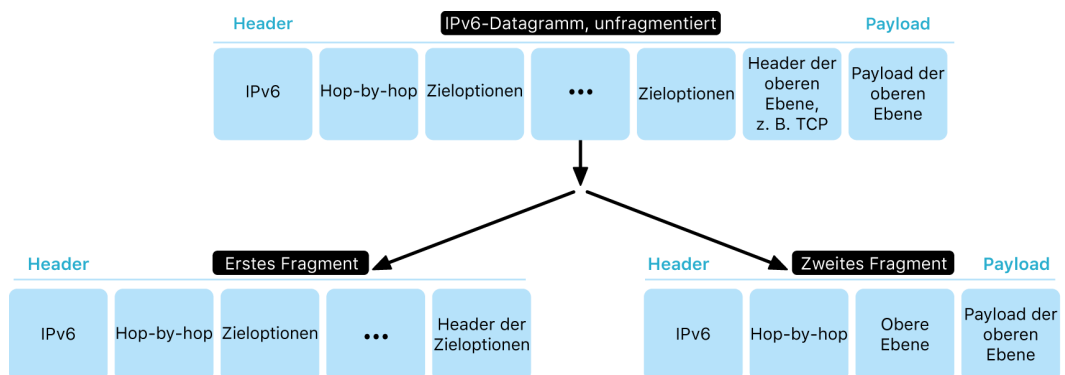 Header
IPv6-Datagramm, unfragmentiert
Payload
IPv6
Hop-by-hop
Zieloptionen
•••
Zieloptionen
Header der
oberen
Ebene,
z. B. TCP
Payload der
oberen
Ebene
Header
Erstes Fragment
IPv6
Hop-by-hop
Zieloptionen
•••
Header der
Zieloptionen
Header
Zweites Fragment
Payload
IPv6
Hop-by-hop
Obere
Ebene
Payload der
oberen
Ebene